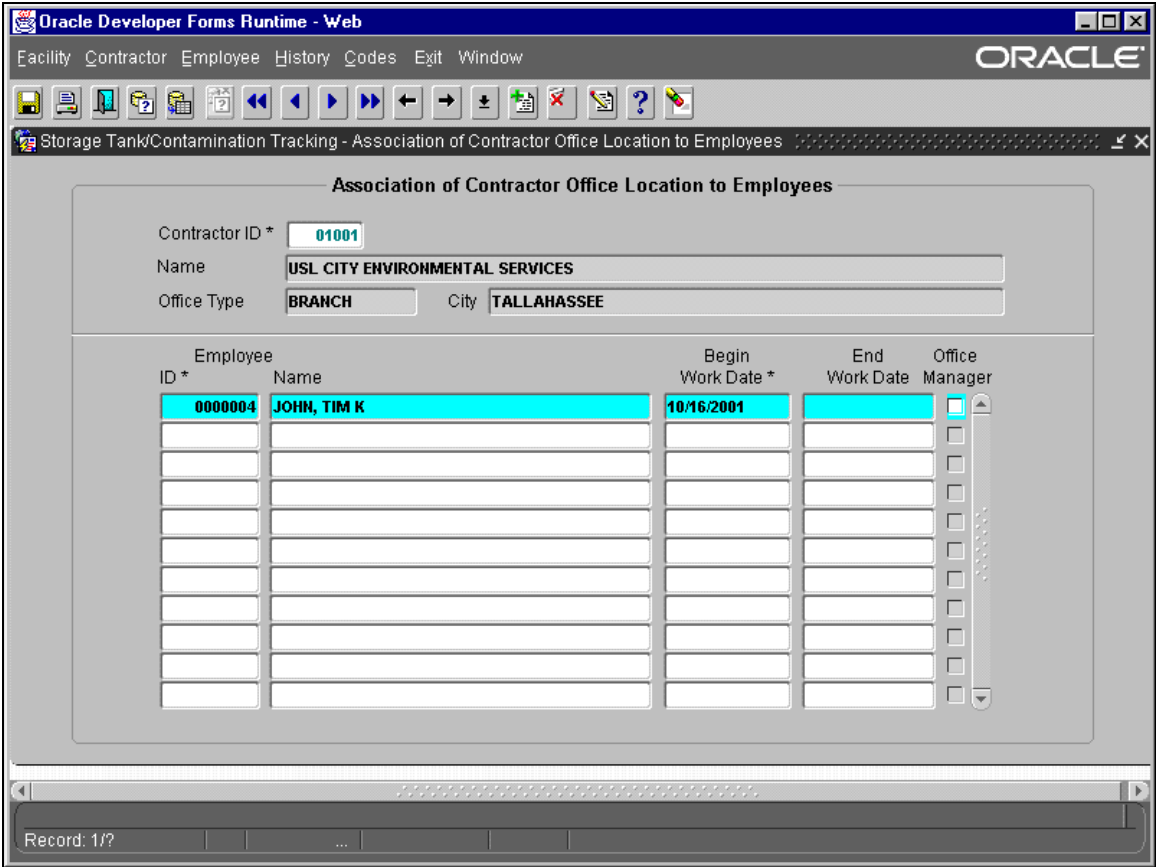 Oracle Developer Forms Runtime - Web
Facility Contractor Employee History Codes Exit Window
ORACLE
Storage Tank/Contamination Tracking - Association of Contractor Office Location to Employees
Association of Contractor Office Location to Employees
Contractor ID * 01001
Name USL CITY ENVIRONMENTAL SERVICES
Office Type BRANCH City TALLAHASSEE
Employee Begin End Office
ID * Name Work Date * Work Date Manager
0000004 JOHN, TIM K 10/16/2001
Record: 1/? ...